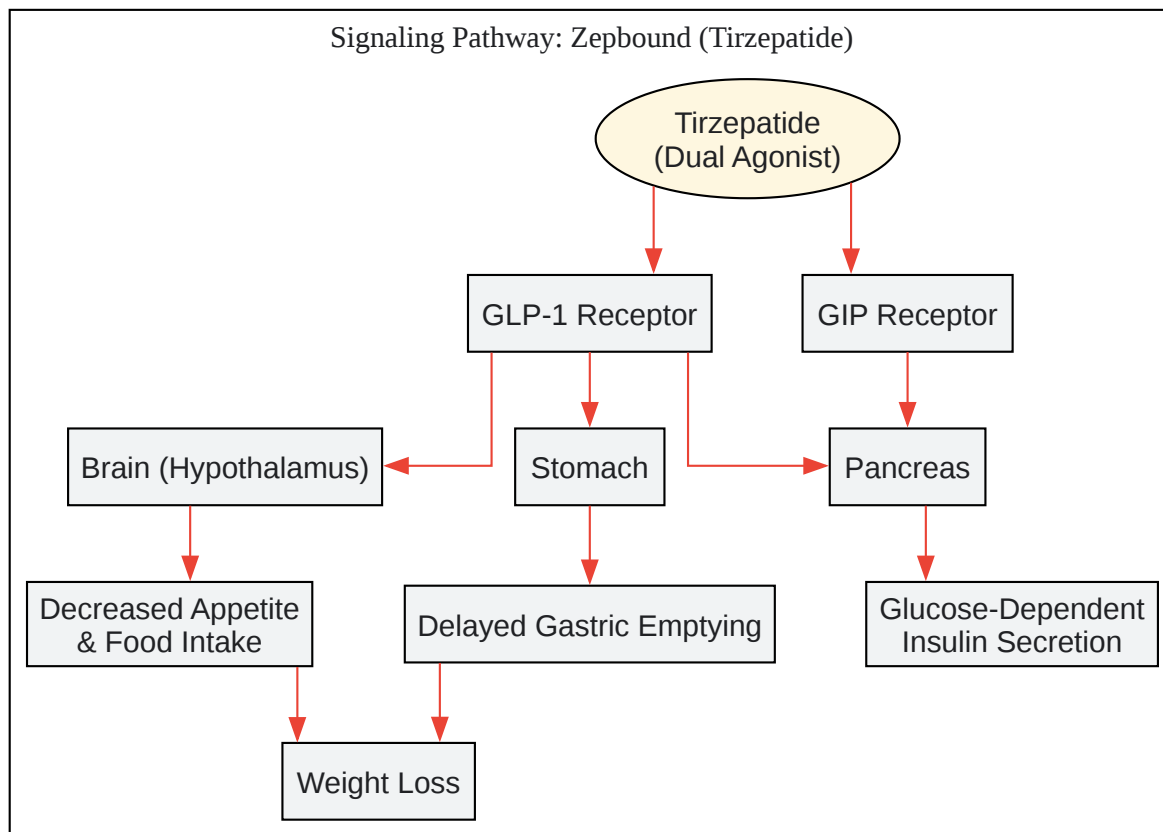 Signaling Pathway: Zepbound (Tirzepatide)
Tirzepatide
(Dual Agonist)
GLP-1 Receptor
GIP Receptor
Brain (Hypothalamus)
Stomach
Pancreas
Decreased Appetite
& Food Intake
Delayed Gastric Emptying
Glucose-Dependent
Insulin Secretion
Weight Loss